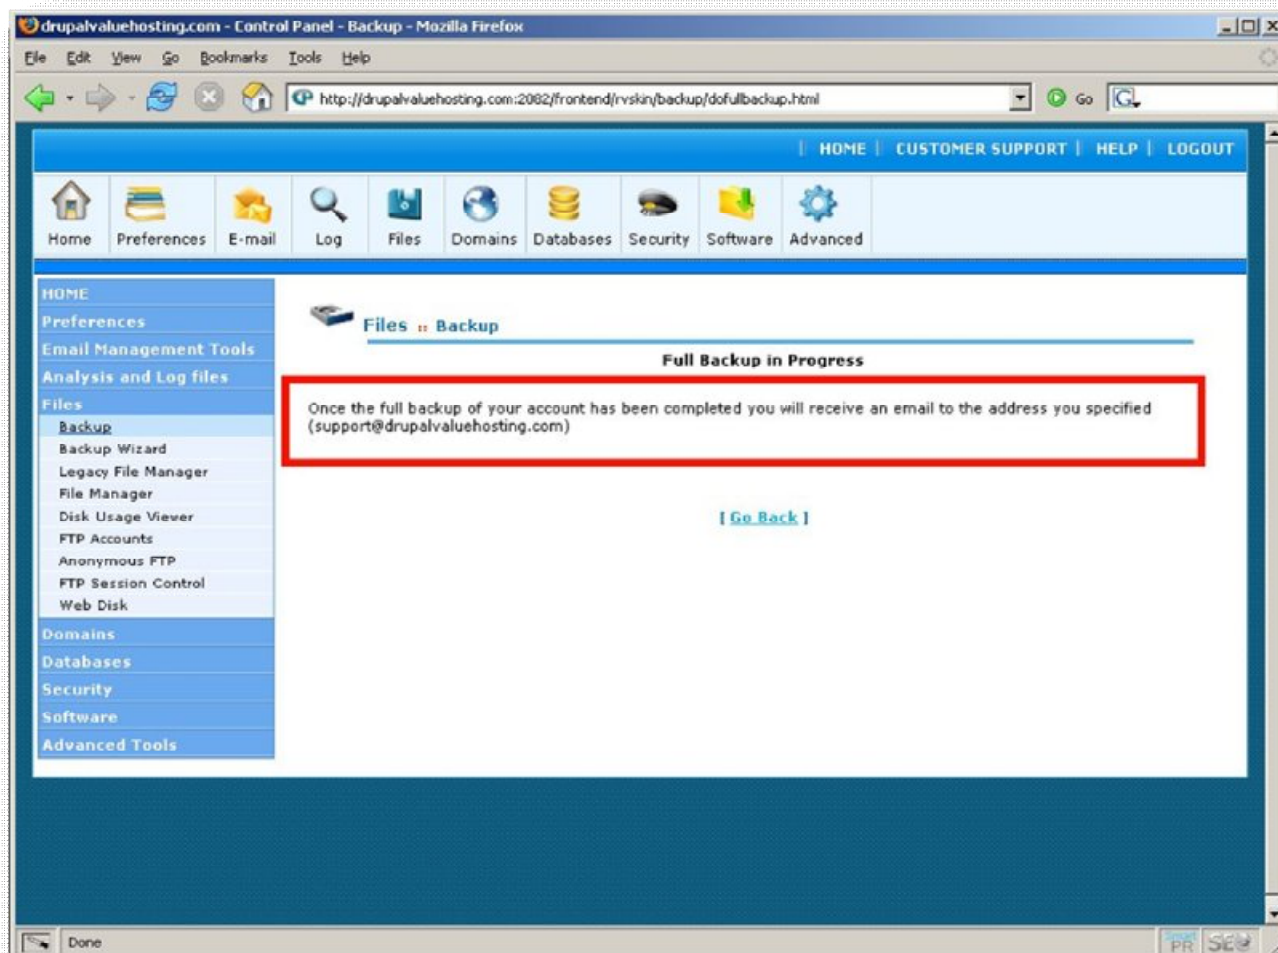 drupalvaluehosting.com - Control Panel - Backup - Mozilla Firefox
File Edit View Go Bookmarks Tools Help
http://drupalvaluehosting.com:2082/frontend/rvskin/backup/dofullbackup.html Go G
HOME | CUSTOMER SUPPORT | HELP | LOGOUT
Home Preferences E-mail Log Files Domains Databases Security Software Advanced
HOME
Preferences
Email Management Tools
Analysis and Log files
Files
Backup
Backup Wizard
Legacy File Manager
File Manager
Disk Usage Viewer
FTP Accounts
Anonymous FTP
FTP Session Control
Web Disk
Domains
Databases
Security
Software
Advanced Tools
Files :: Backup
Full Backup in Progress
Once the full backup of your account has been completed you will receive an email to the address you specified
(support@drupalvaluehosting.com)
[ Go Back ]
Done
Smart PR SEO